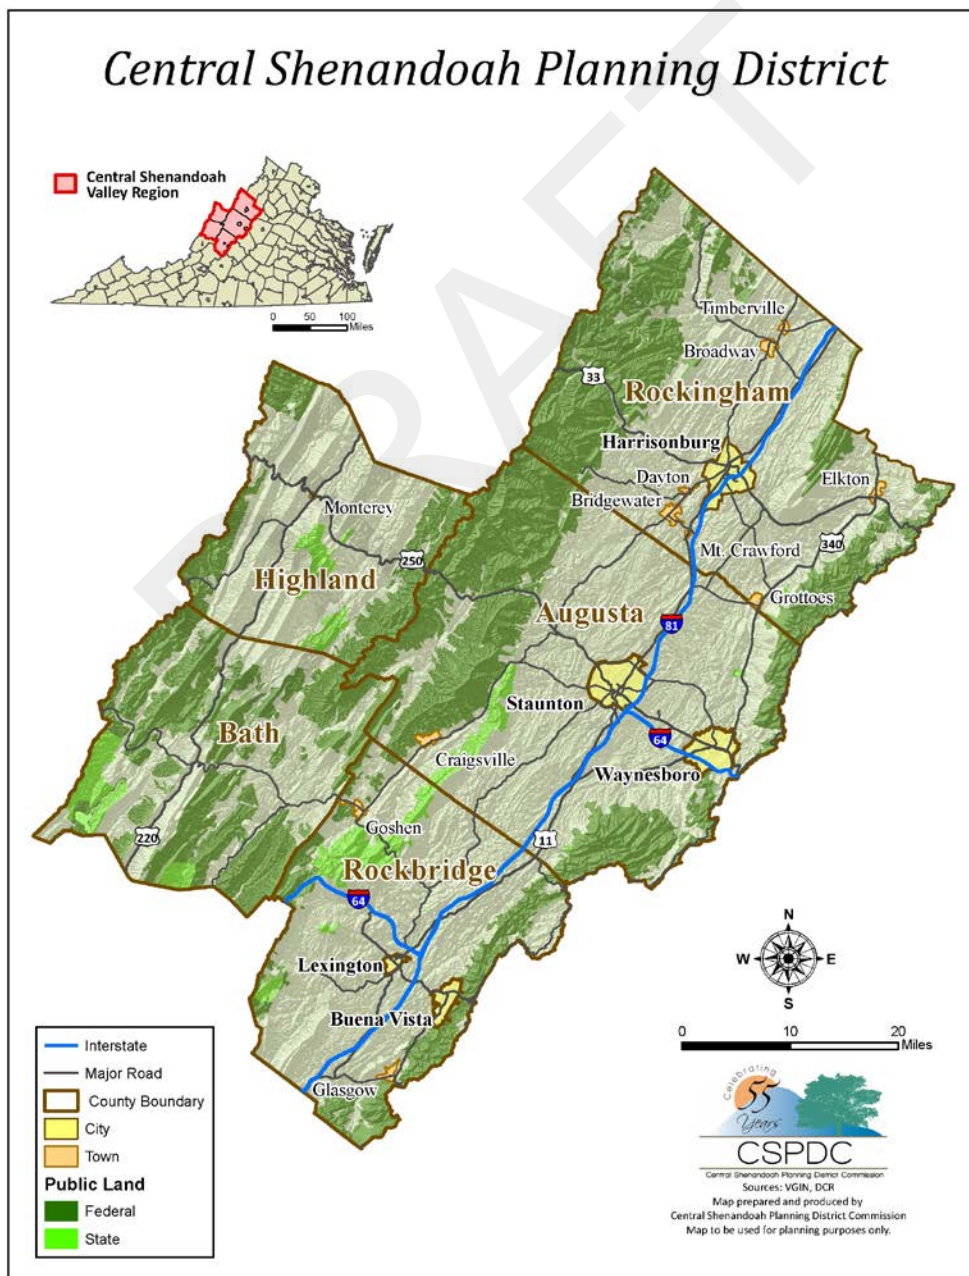 Central Shenandoah Planning District
DRAFT
Central Shenandoah
Valley Region
0 50 100
Miles
Timberville
Broadway
33
Rockingham
Harrisonburg
Dayton
Elkton
Bridgewater
Monterey
Mt. Crawford
340
250
Highland
Grottoes
Augusta
81
Staunton
Bath
64
Craigsville
Waynesboro
Goshen
220
11
Rockbridge
64
N
W E
S
Lexington
Buena Vista
0 10 20
Miles
Glasgow
Interstate
Major Road
County Boundary
City
Town
Public Land
Federal
State
Celebrating
55
Years
CSPDC
Central Shenandoah Planning District Commission
Sources: VGIN, DCR
Map prepared and produced by
Central Shenandoah Planning District Commission
Map to be used for planning purposes only.